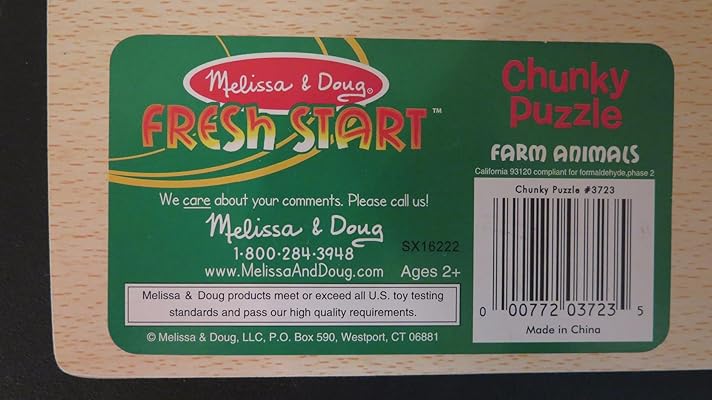 Melissa & Doug®
FRESH START™
Chunky
Puzzle
FARM ANIMALS
California 93120 compliant for formaldehyde,phase 2
We care about your comments. Please call us!
Melissa & Doug
1·800·284·3948
www.MelissaAndDoug.com
SX16222
Ages 2+
Melissa & Doug products meet or exceed all U.S. toy testing
standards and pass our high quality requirements.
© Melissa & Doug, LLC, P.O. Box 590, Westport, CT 06881
Chunky Puzzle #3723
0 00772 03723 5
Made in China